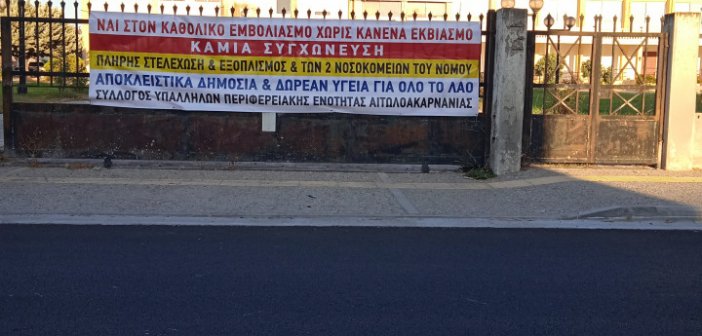 ΝΑΙ ΣΤΟΝ ΚΑΘΟΛΙΚΟ ΕΜΒΟΛΙΑΣΜΟ ΧΩΡΙΣ ΚΑΝΕΝΑ ΕΚΒΙΑΣΜΟ
ΚΑΜΙΑ ΣΥΓΧΩΝΕΥΣΗ
ΠΛΗΡΗΣ ΣΤΕΛΕΧΩΣΗ & ΕΞΟΠΛΙΣΜΟΣ & ΤΩΝ 2 ΝΟΣΟΚΟΜΕΙΩΝ ΤΟΥ ΝΟΜΟΥ
ΑΠΟΚΛΕΙΣΤΙΚΑ ΔΗΜΟΣΙΑ & ΔΩΡΕΑΝ ΥΓΕΙΑ ΓΙΑ ΟΛΟ ΤΟ ΛΑΟ
ΣΥΛΛΟΓΟΣ ΥΠΑΛΛΗΛΩΝ ΠΕΡΙΦΕΡΕΙΑΚΗΣ ΕΝΟΤΗΤΑΣ ΑΙΤΩΛΟΑΚΑΡΝΑΝΙΑΣ